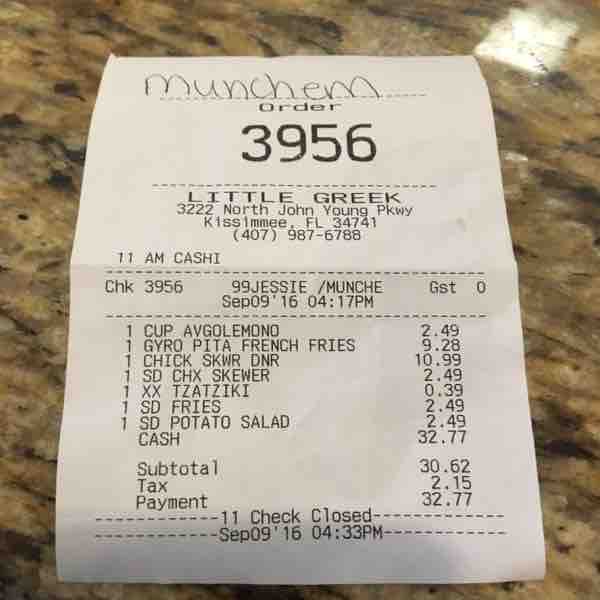 Munchem
Order
3956
LITTLE GREEK
3222 North John Young Pkwy
Kissimmee, FL 34741
(407) 987-6788
11 AM CASHI
Chk 3956 99JESSIE /MUNCHE Gst 0
Sep09'16 04:17PM
1 CUP AVGOLEMONO 2.49
1 GYRO PITA FRENCH FRIES 9.28
1 CHICK SKWR DNR 10.99
1 SD CHX SKEWER 2.49
1 XX TZATZIKI 0.39
1 SD FRIES 2.49
1 SD POTATO SALAD 2.49
CASH 32.77
Subtotal 30.62
Tax 2.15
Payment 32.77
------------11 Check Closed------------
------------Sep09'16 04:33PM------------